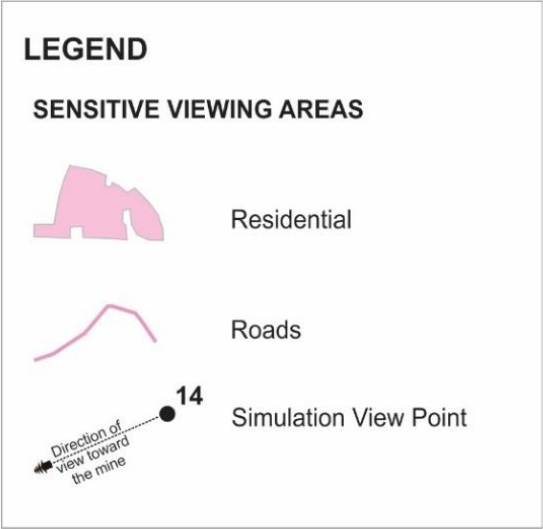 LEGEND
SENSITIVE VIEWING AREAS
Residential
Roads
14
Simulation View Point
Direction of
view toward
the mine